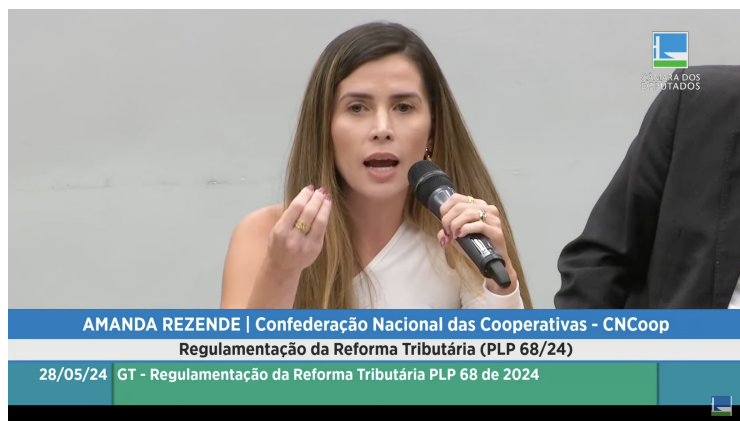 CÂMARA DOS
DEPUTADOS
AMANDA REZENDE | Confederação Nacional das Cooperativas - CNCoop
Regulamentação da Reforma Tributária (PLP 68/24)
28/05/24 GT - Regulamentação da Reforma Tributária PLP 68 de 2024